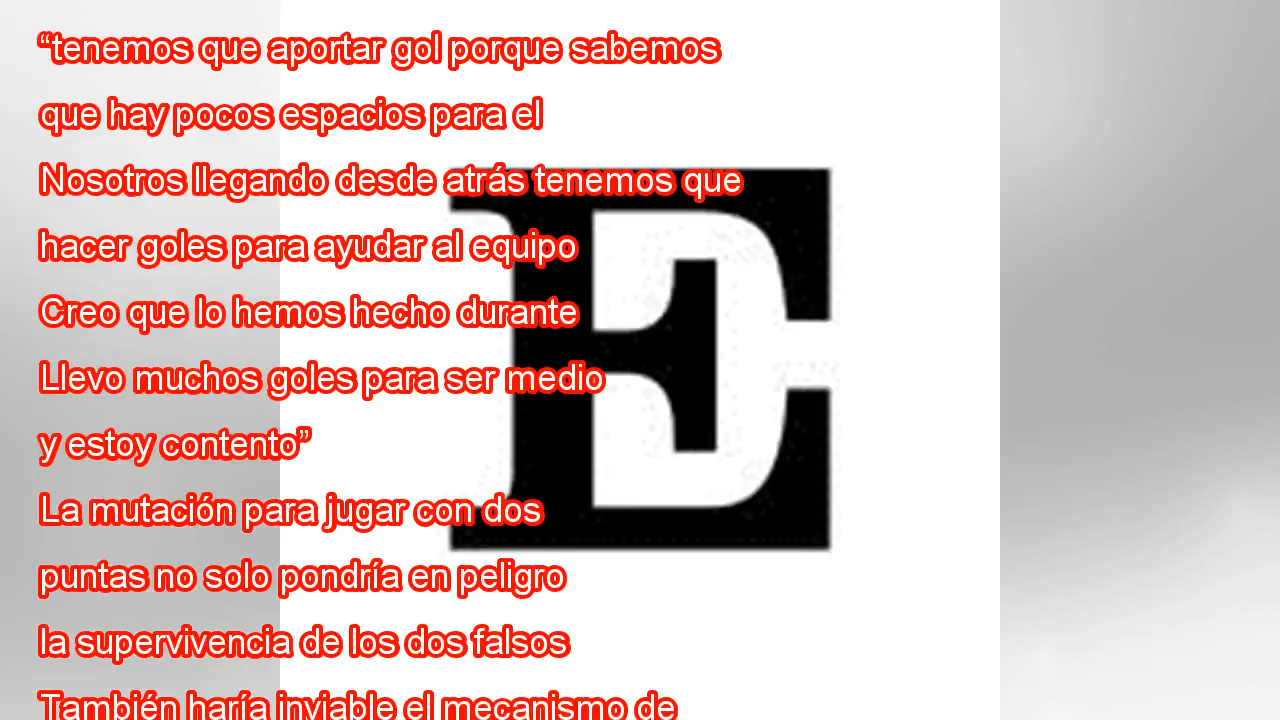 “tenemos que aportar gol porque sabemos
que hay pocos espacios para el
Nosotros llegando desde atrás tenemos que
hacer goles para ayudar al equipo
Creo que lo hemos hecho durante
Llevo muchos goles para ser medio
y estoy contento”
La mutación para jugar con dos
puntas no solo pondría en peligro
la supervivencia de los dos falsos
También haría inviable el mecanismo de
E